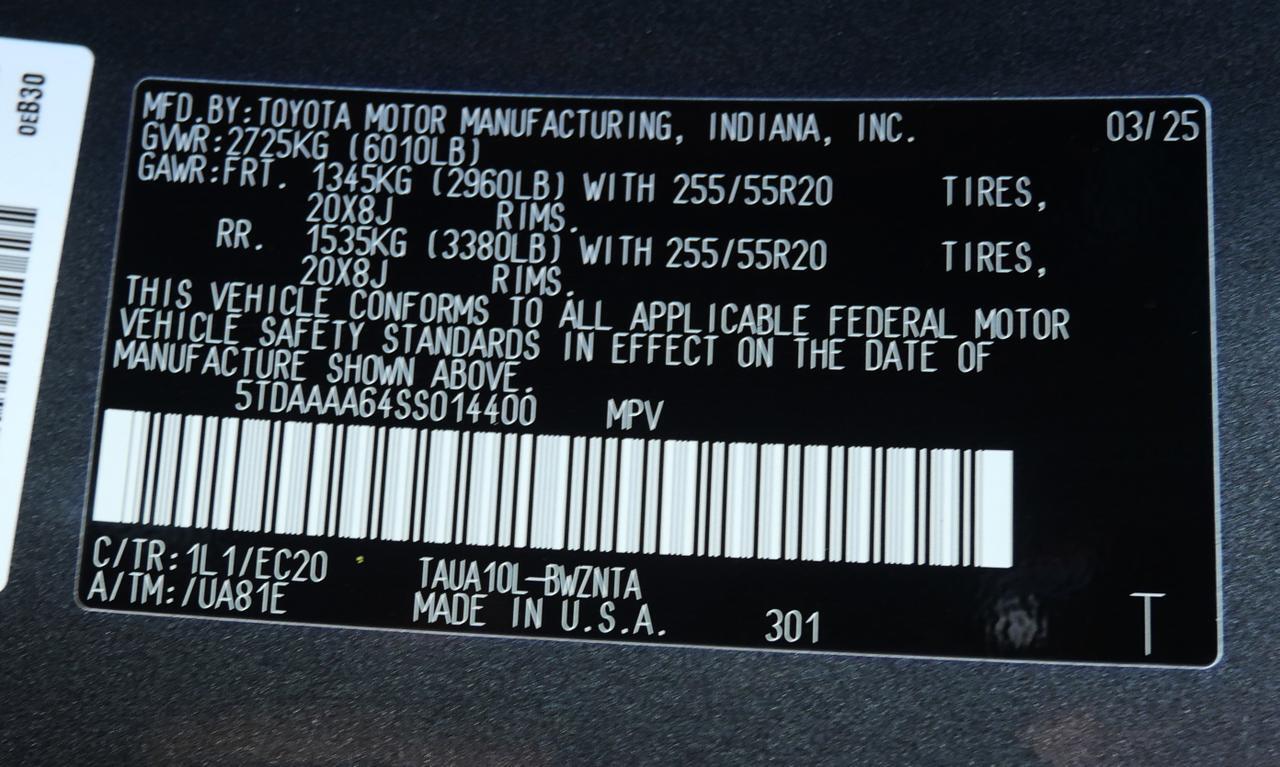 0EB30
MFD.BY:TOYOTA MOTOR MANUFACTURING, INDIANA, INC. 03/25
GVWR:2725KG (6010LB)
GAWR:FRT. 1345KG (2960LB) WITH 255/55R20 TIRES,
20X8J RIMS.
RR. 1535KG (3380LB) WITH 255/55R20 TIRES,
20X8J RIMS.
THIS VEHICLE CONFORMS TO ALL APPLICABLE FEDERAL MOTOR
VEHICLE SAFETY STANDARDS IN EFFECT ON THE DATE OF
MANUFACTURE SHOWN ABOVE.
5TDAAAA64SS014400 MPV
C/TR:1L1/EC20 TAUA10L-BWZNTA
A/TM:/UA81E MADE IN U.S.A. 301 T